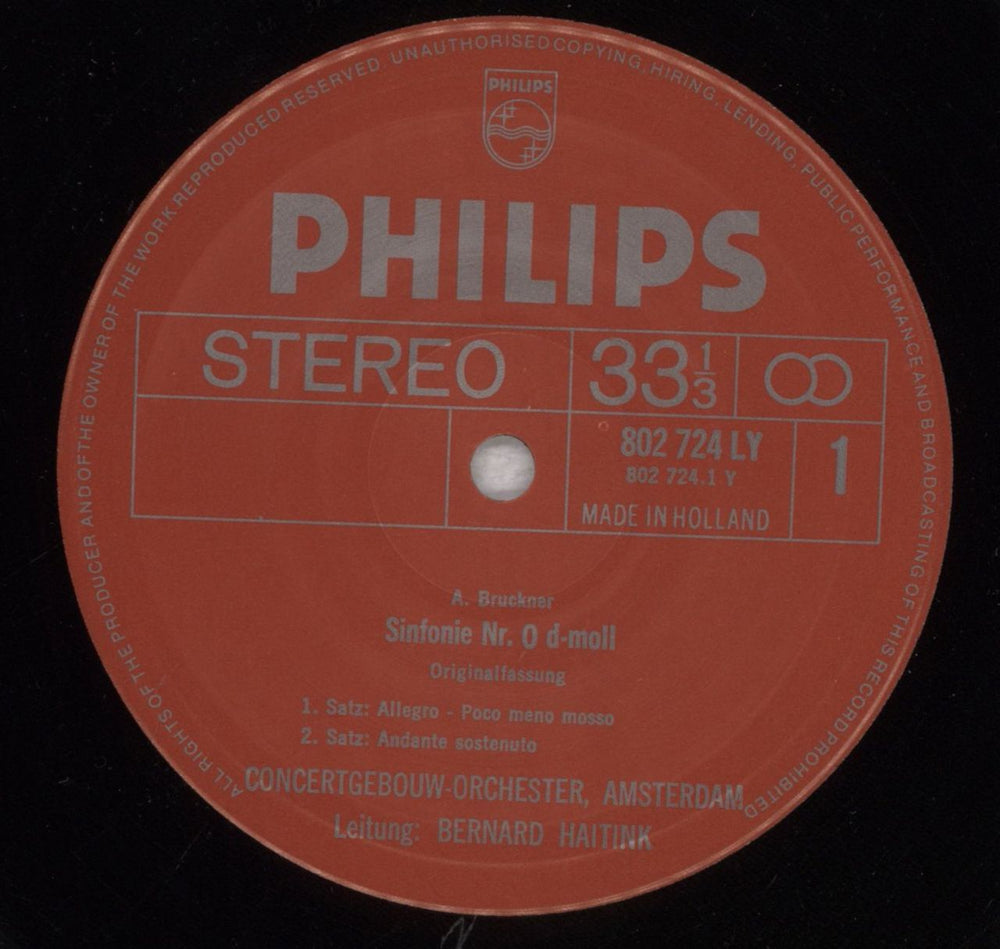 ALL RIGHTS OF THE PRODUCER AND OF THE OWNER OF THE WORK REPRODUCED RESERVED. UNAUTHORISED COPYING, HIRING, LENDING, PUBLIC PERFORMANCE AND BROADCASTING OF THIS RECORD PROHIBITED
PHILIPS
PHILIPS
STEREO 33 1/3
802 724 LY 1
802 724.1 Y
MADE IN HOLLAND
A. Bruckner
Sinfonie Nr. 0 d-moll
Originalfassung
1. Satz: Allegro - Poco meno mosso
2. Satz: Andante sostenuto
CONCERTGEBOUW-ORCHESTER, AMSTERDAM
Leitung: BERNARD HAITINK